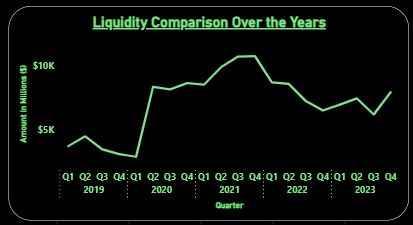 Liquidity Comparison Over the Years
Amount in Millions ($)
$10K
$5K
Q1 Q2 Q3 Q4 Q1 Q2 Q3 Q4 Q1 Q2 Q3 Q4 Q1 Q2 Q3 Q4 Q1 Q2 Q3 Q4
2019 2020 2021 2022 2023
Quarter